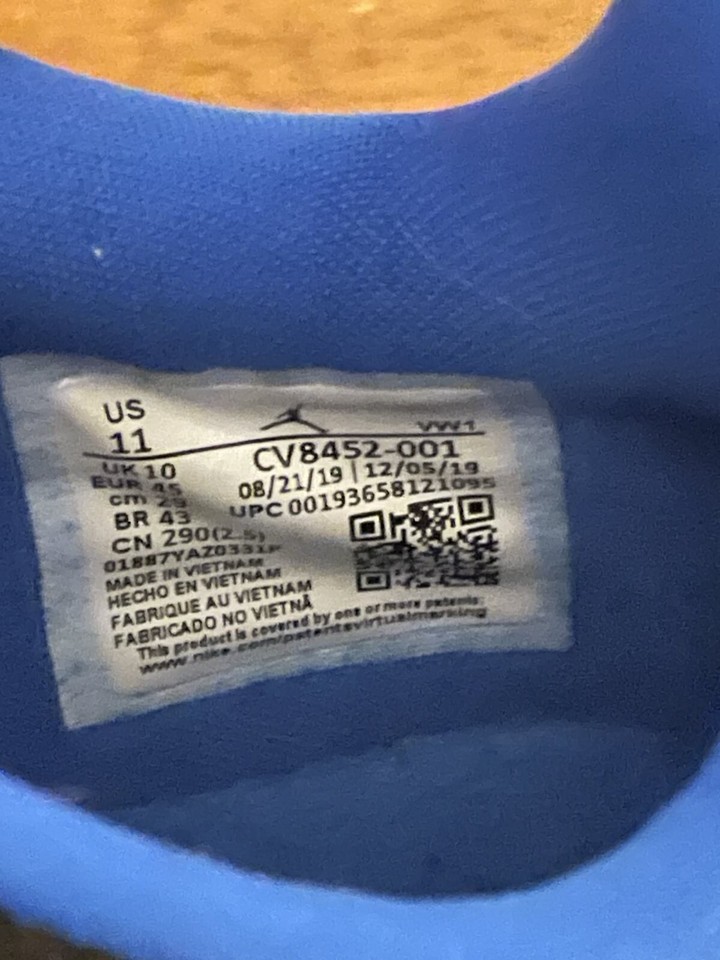 US
11
VVV1
UK 10
EUR 45
cm 29
BR 43
CN 290(2.5)
CV8452-001
08/21/19 | 12/05/19
UPC 00193658121095
MADE IN VIETNAM
HECHO EN VIETNAM
FABRIQUE AU VIETNAM
FABRICADO NO VIETNÃ
This product is covered by one or more patents:
www.nike.com/patentsvirtualmarking